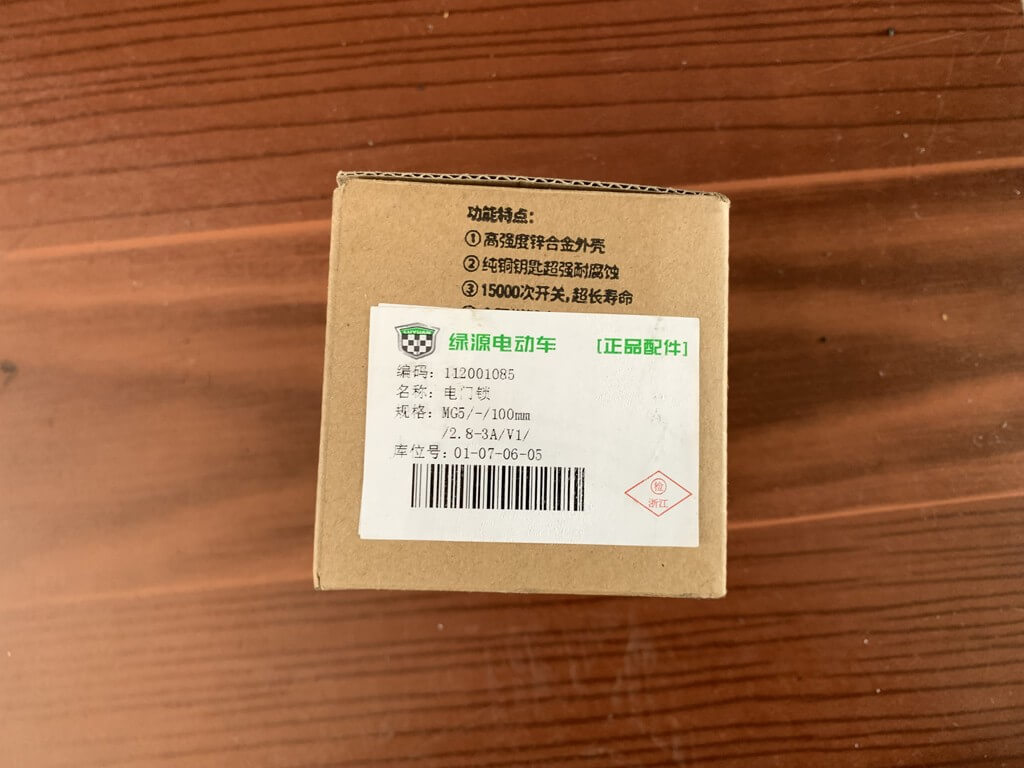 功能特点:
①高强度锌合金外壳
②纯铜钥匙超强耐腐蚀
③15000次开关,超长寿命
LUYUAN
绿源电动车 [正品配件]
编码: 112001085
名称: 电门锁
规格: MG5/-/100mm
/2.8-3A/V1/
库位号: 01-07-06-05
检
浙江